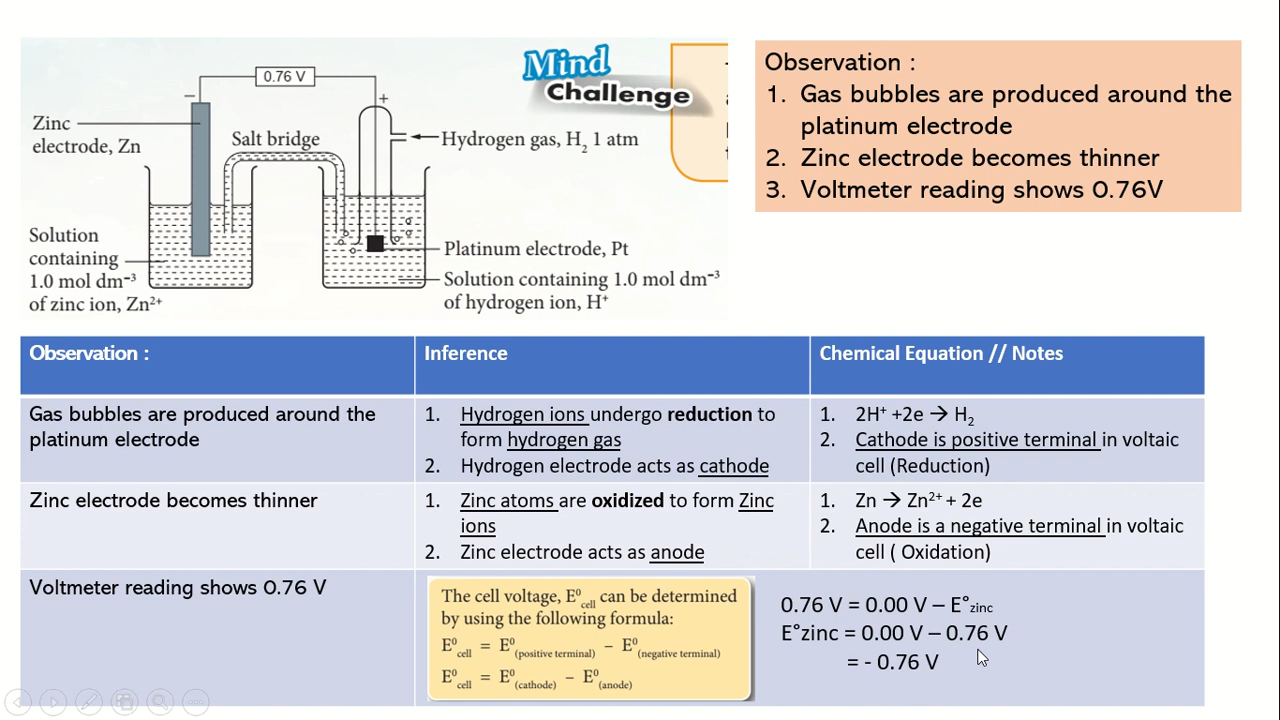 0.76 V
−
+
Mind
Challenge
Zinc
electrode, Zn
Salt bridge
Hydrogen gas, H₂ 1 atm
Solution
containing
1.0 mol dm⁻³
of zinc ion, Zn²⁺
Platinum electrode, Pt
Solution containing 1.0 mol dm⁻³
of hydrogen ion, H⁺
Observation :
1. Gas bubbles are produced around the
platinum electrode
2. Zinc electrode becomes thinner
3. Voltmeter reading shows 0.76V
Observation :
Inference
Chemical Equation // Notes
Gas bubbles are produced around the
platinum electrode
1. Hydrogen ions undergo reduction to
form hydrogen gas
2. Hydrogen electrode acts as cathode
1. 2H⁺ +2e → H₂
2. Cathode is positive terminal in voltaic
cell (Reduction)
Zinc electrode becomes thinner
1. Zinc atoms are oxidized to form Zinc
ions
2. Zinc electrode acts as anode
1. Zn → Zn²⁺ + 2e
2. Anode is a negative terminal in voltaic
cell ( Oxidation)
Voltmeter reading shows 0.76 V
The cell voltage, E⁰cell can be determined
by using the following formula:
E⁰cell = E⁰(positive terminal) − E⁰(negative terminal)
E⁰cell = E⁰(cathode) − E⁰(anode)
0.76 V = 0.00 V – E°zinc
E°zinc = 0.00 V – 0.76 V
= - 0.76 V